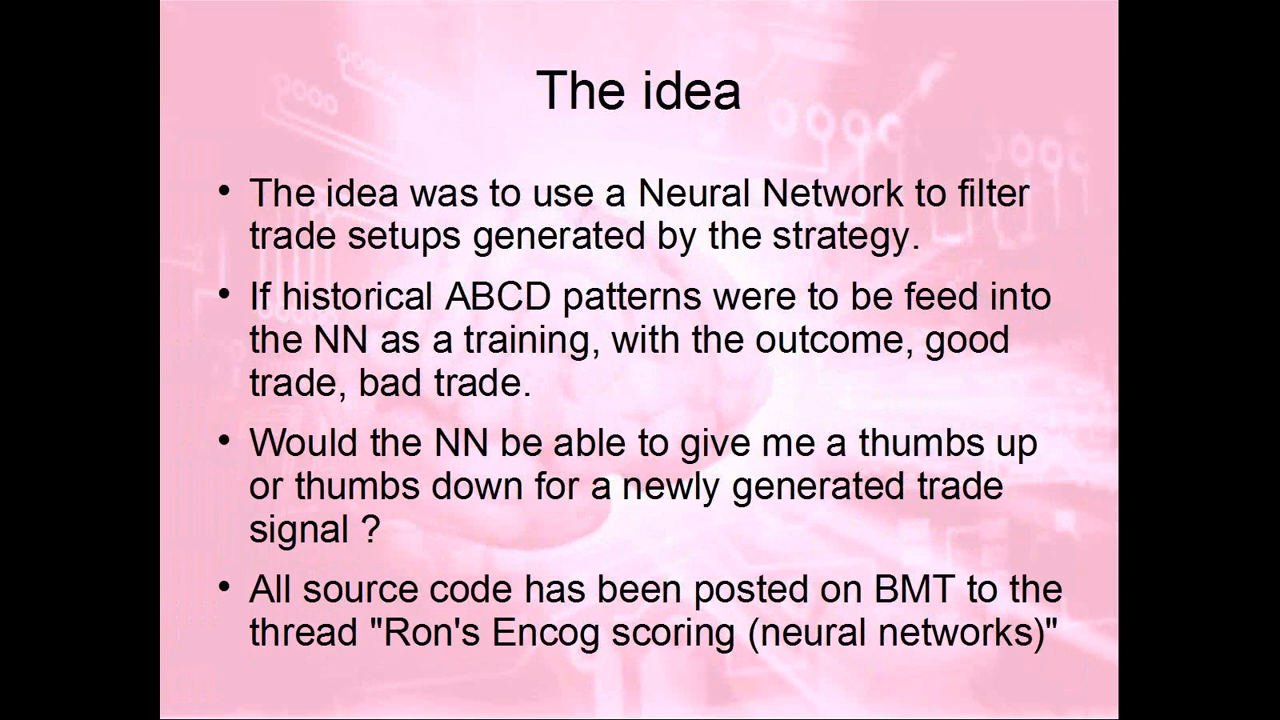 The idea
• The idea was to use a Neural Network to filter
trade setups generated by the strategy.
• If historical ABCD patterns were to be feed into
the NN as a training, with the outcome, good
trade, bad trade.
• Would the NN be able to give me a thumbs up
or thumbs down for a newly generated trade
signal ?
• All source code has been posted on BMT to the
thread "Ron's Encog scoring (neural networks)"